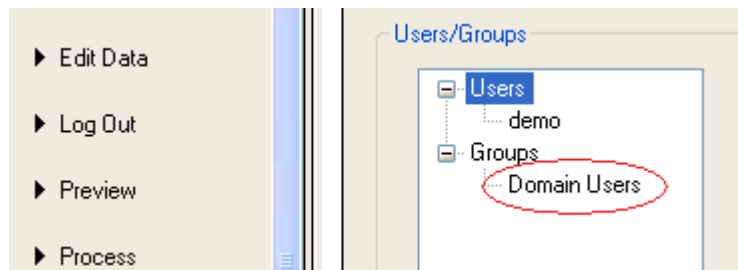 Edit Data
Log Out
Preview
Process
Users/Groups
Users
demo
Groups
Domain Users